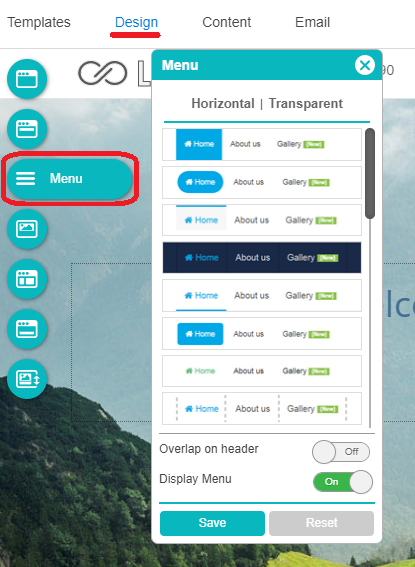 Templates Design Content Email
L
90
Menu
Menu
Horizontal | Transparent
Home About us Gallery (New)
Home About us Gallery (New)
Home About us Gallery (New)
Home About us Gallery (New)
Home About us Gallery (New)
Home About us Gallery (New)
Home About us Gallery (New)
Home About us Gallery (New)
elco
Overlap on header Off
Display Menu On
Save Reset